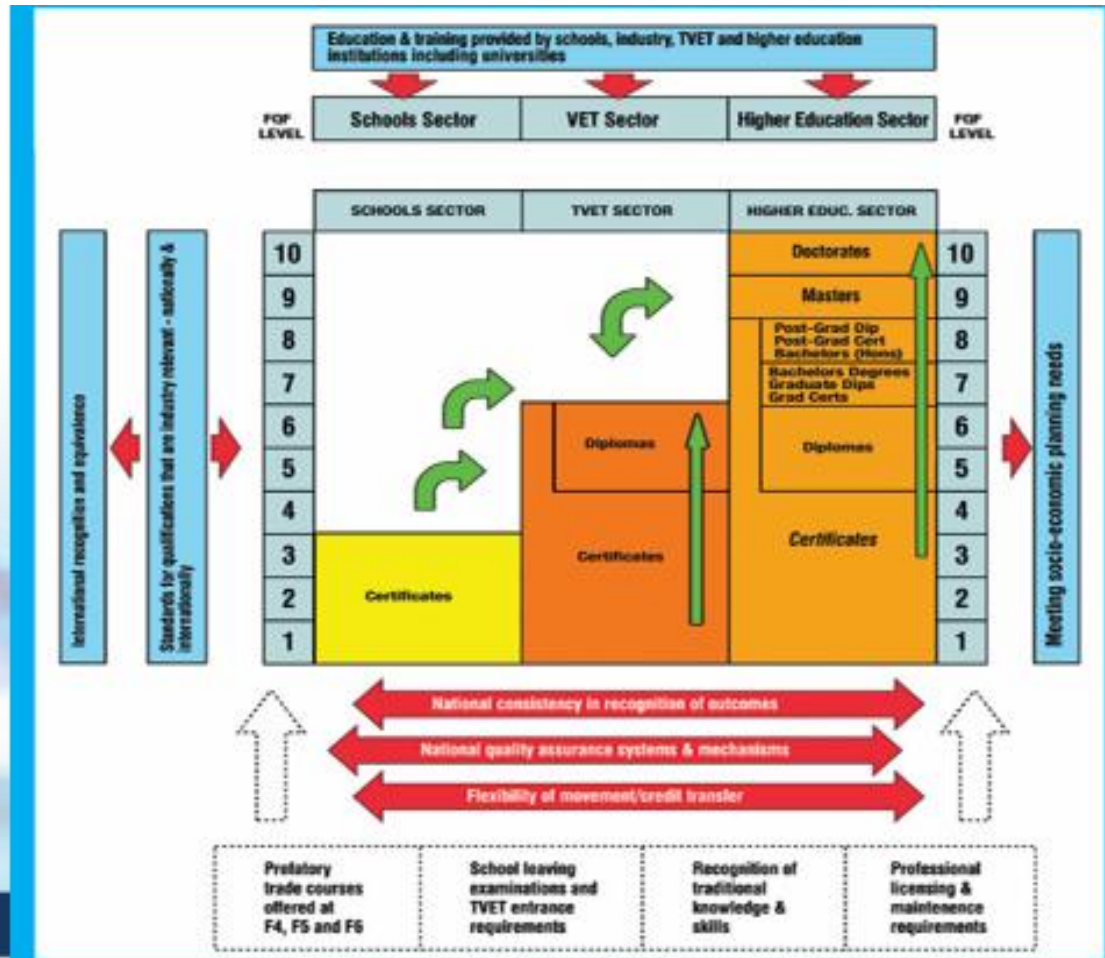 Education & training provided by schools, industry, TVET and higher education
institutions including universities
FQF
LEVEL
Schools Sector
VET Sector
Higher Education Sector
FQF
LEVEL
SCHOOLS SECTOR
TVET SECTOR
HIGHER EDUC. SECTOR
International recognition and equivalence
Standards for qualifications that are industry relevant - nationally &
internationally
10
9
8
7
6
5
4
3
2
1
Certificates
Diplomas
Certificates
Doctorates
Masters
Post-Grad Dip
Post-Grad Cert
Bachelors (Hons)
Bachelors Degrees
Graduate Dips
Grad Certs
Diplomas
Certificates
10
9
8
7
6
5
4
3
2
1
Meeting socio-economic planning needs
National consistency in recognition of outcomes
National quality assurance systems & mechanisms
Flexibility of movement/credit transfer
Prefatory
trade courses
offered at
F4, F5 and F6
School leaving
examinations and
TVET entrance
requirements
Recognition of
traditional
knowledge &
skills
Professional
licensing &
maintenence
requirements